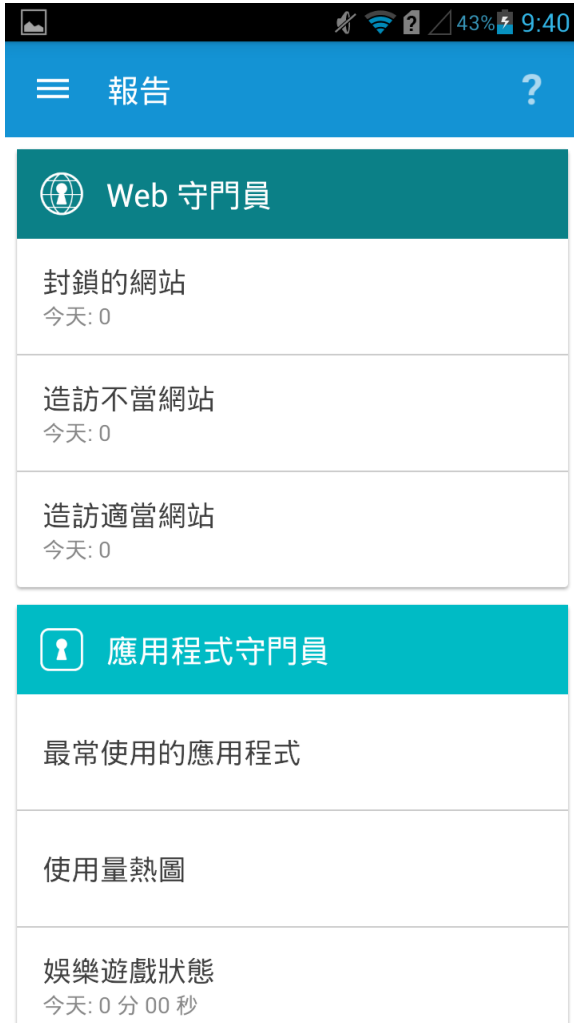 43% 9:40
報告 ?
Web 守門員
封鎖的網站
今天: 0
造訪不當網站
今天: 0
造訪適當網站
今天: 0
應用程式守門員
最常使用的應用程式
使用量熱圖
娛樂遊戲狀態
今天: 0 分 00 秒